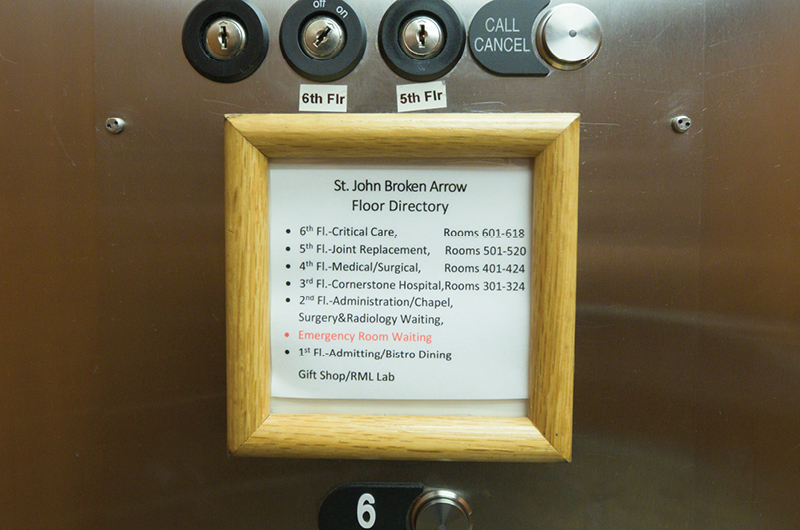 off on
CALL
CANCEL
6th Flr
5th Flr
St. John Broken Arrow
Floor Directory
• 6th Fl.-Critical Care, Rooms 601-618
• 5th Fl.-Joint Replacement, Rooms 501-520
• 4th Fl.-Medical/Surgical, Rooms 401-424
• 3rd Fl.-Cornerstone Hospital,Rooms 301-324
• 2nd Fl.-Administration/Chapel,
Surgery&Radiology Waiting,
• Emergency Room Waiting
• 1st Fl.-Admitting/Bistro Dining
Gift Shop/RML Lab
6